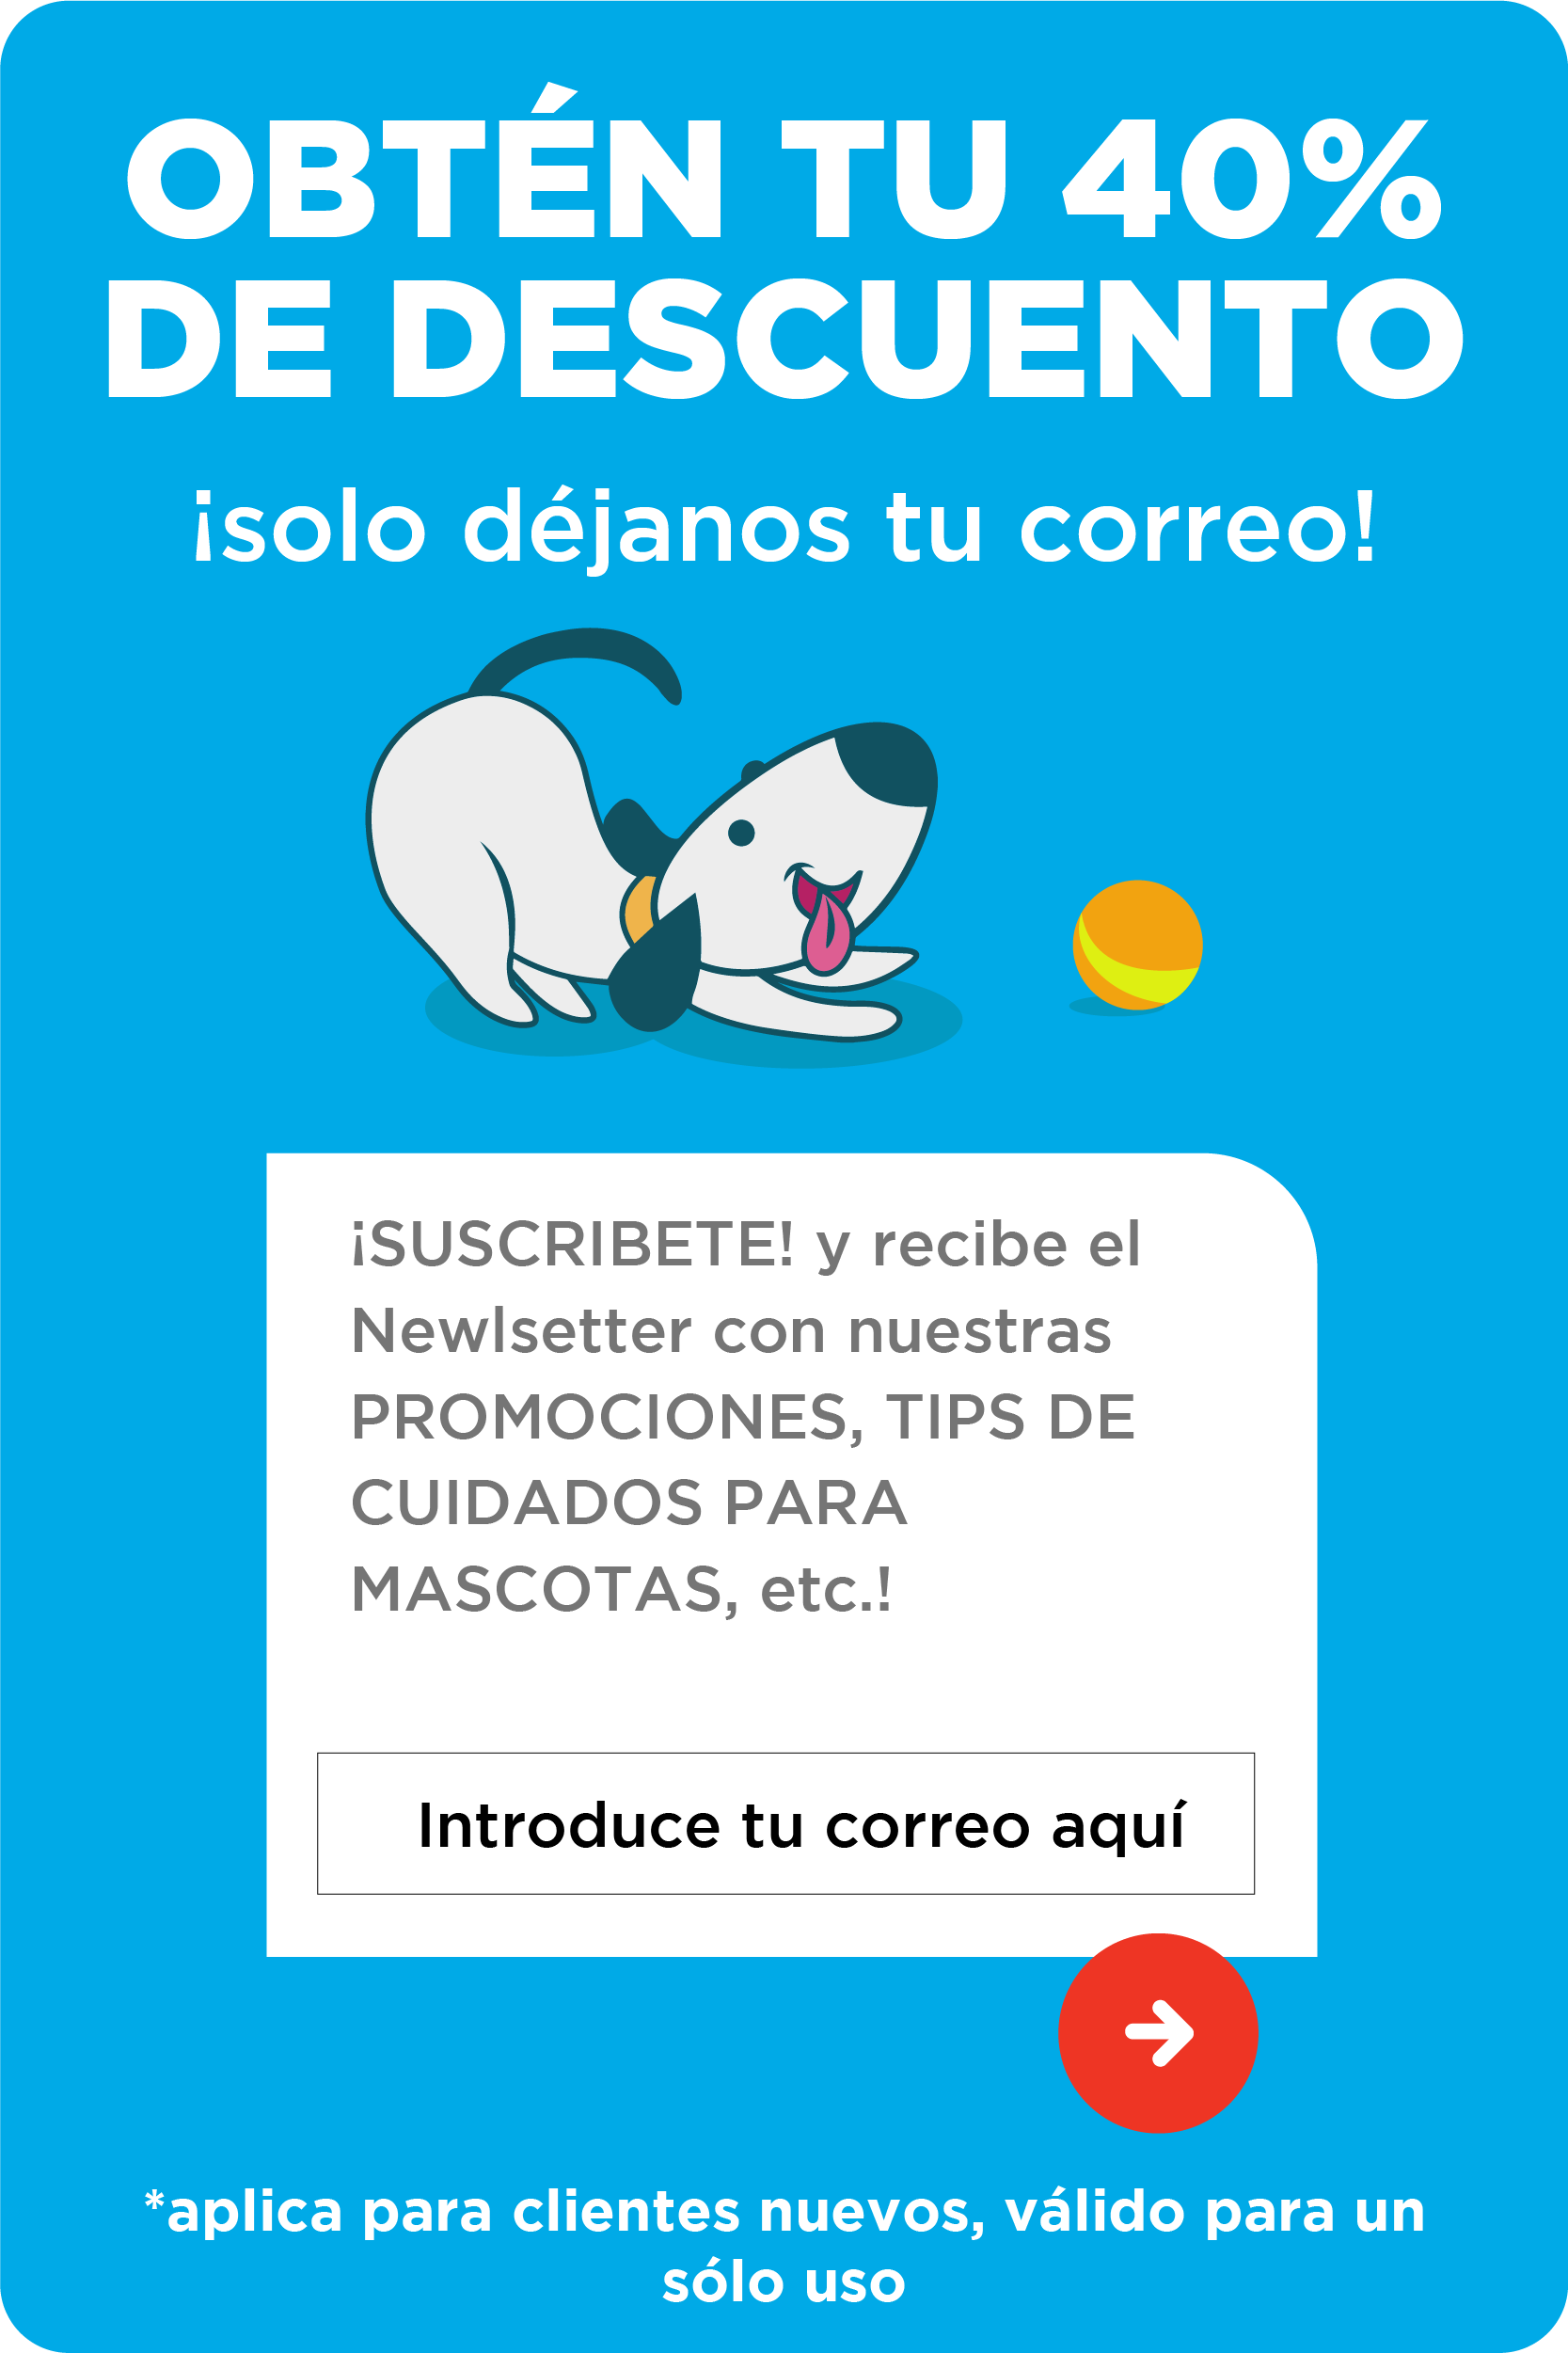 OBTÉN TU 40%
DE DESCUENTO
¡solo déjanos tu correo!
¡SUSCRIBETE! y recibe el
Newlsetter con nuestras
PROMOCIONES, TIPS DE
CUIDADOS PARA
MASCOTAS, etc.!
Introduce tu correo aquí
*aplica para clientes nuevos, válido para un
sólo uso